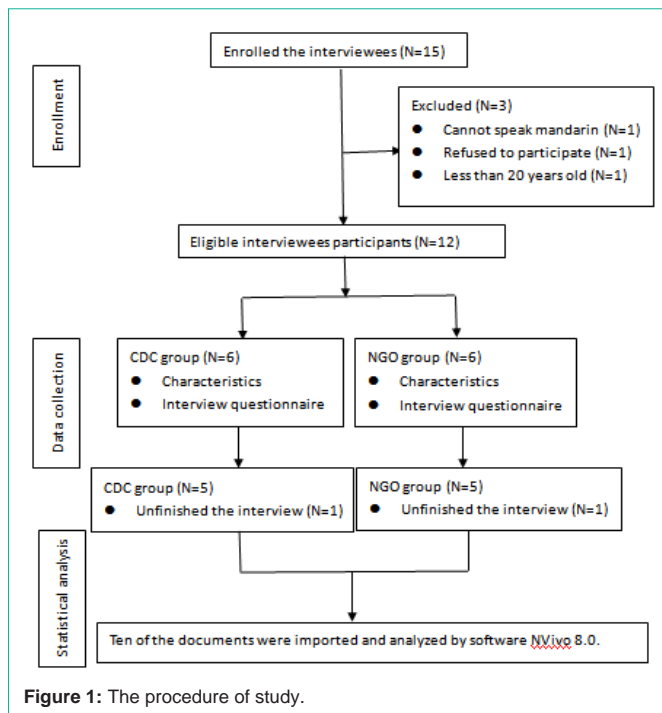 Enrolled the interviewees (N=15)
Enrollment
Excluded (N=3)
● Cannot speak mandarin (N=1)
● Refused to participate (N=1)
● Less than 20 years old (N=1)
Eligible interviewees participants (N=12)
Data collection
CDC group (N=6)
● Characteristics
● Interview questionnaire
NGO group (N=6)
● Characteristics
● Interview questionnaire
CDC group (N=5)
● Unfinished the interview (N=1)
NGO group (N=5)
● Unfinished the interview (N=1)
Statistical analysis
Ten of the documents were imported and analyzed by software NVivo 8.0.
Figure 1: The procedure of study.